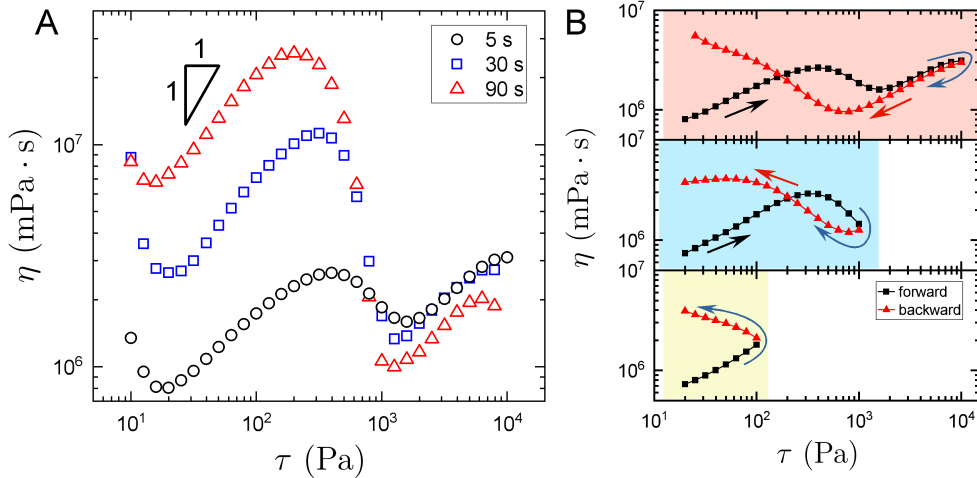 A
1
1
5 s
30 s
90 s
10⁷
10⁶
η (mPa · s)
10¹ 10² 10³ 10⁴
τ (Pa)
B
10⁷
10⁶
10⁷
10⁶
10⁷
10⁶
η (mPa · s)
forward
backward
10¹ 10² 10³ 10⁴
τ (Pa)